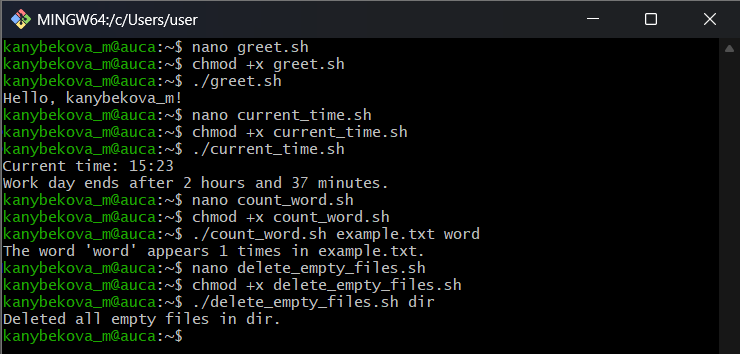 MINGW64:/c/Users/user
kanybekova_m@auca:~$ nano greet.sh
kanybekova_m@auca:~$ chmod +x greet.sh
kanybekova_m@auca:~$ ./greet.sh
Hello, kanybekova_m!
kanybekova_m@auca:~$ nano current_time.sh
kanybekova_m@auca:~$ chmod +x current_time.sh
kanybekova_m@auca:~$ ./current_time.sh
Current time: 15:23
Work day ends after 2 hours and 37 minutes.
kanybekova_m@auca:~$ nano count_word.sh
kanybekova_m@auca:~$ chmod +x count_word.sh
kanybekova_m@auca:~$ ./count_word.sh example.txt word
The word 'word' appears 1 times in example.txt.
kanybekova_m@auca:~$ nano delete_empty_files.sh
kanybekova_m@auca:~$ chmod +x delete_empty_files.sh
kanybekova_m@auca:~$ ./delete_empty_files.sh dir
Deleted all empty files in dir.
kanybekova_m@auca:~$